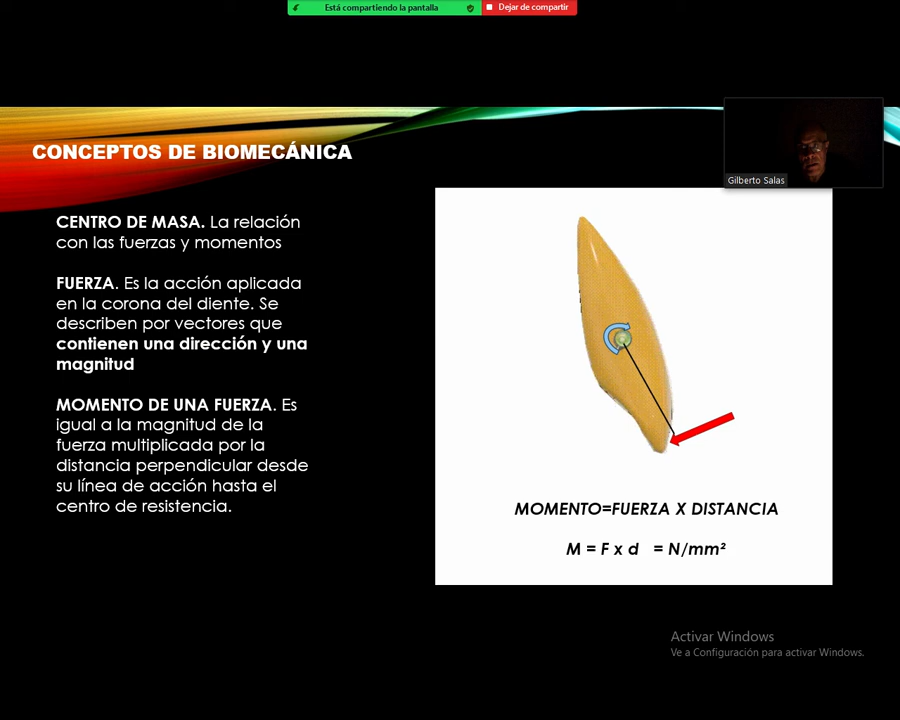 Está compartiendo la pantalla
Dejar de compartir
Gilberto Salas
CONCEPTOS DE BIOMECÁNICA
CENTRO DE MASA. La relación
con las fuerzas y momentos
FUERZA. Es la acción aplicada
en la corona del diente. Se
describen por vectores que
contienen una dirección y una
magnitud
MOMENTO DE UNA FUERZA. Es
igual a la magnitud de la
fuerza multiplicada por la
distancia perpendicular desde
su línea de acción hasta el
centro de resistencia.
MOMENTO=FUERZA X DISTANCIA
M = F x d = N/mm²
Activar Windows
Ve a Configuración para activar Windows.